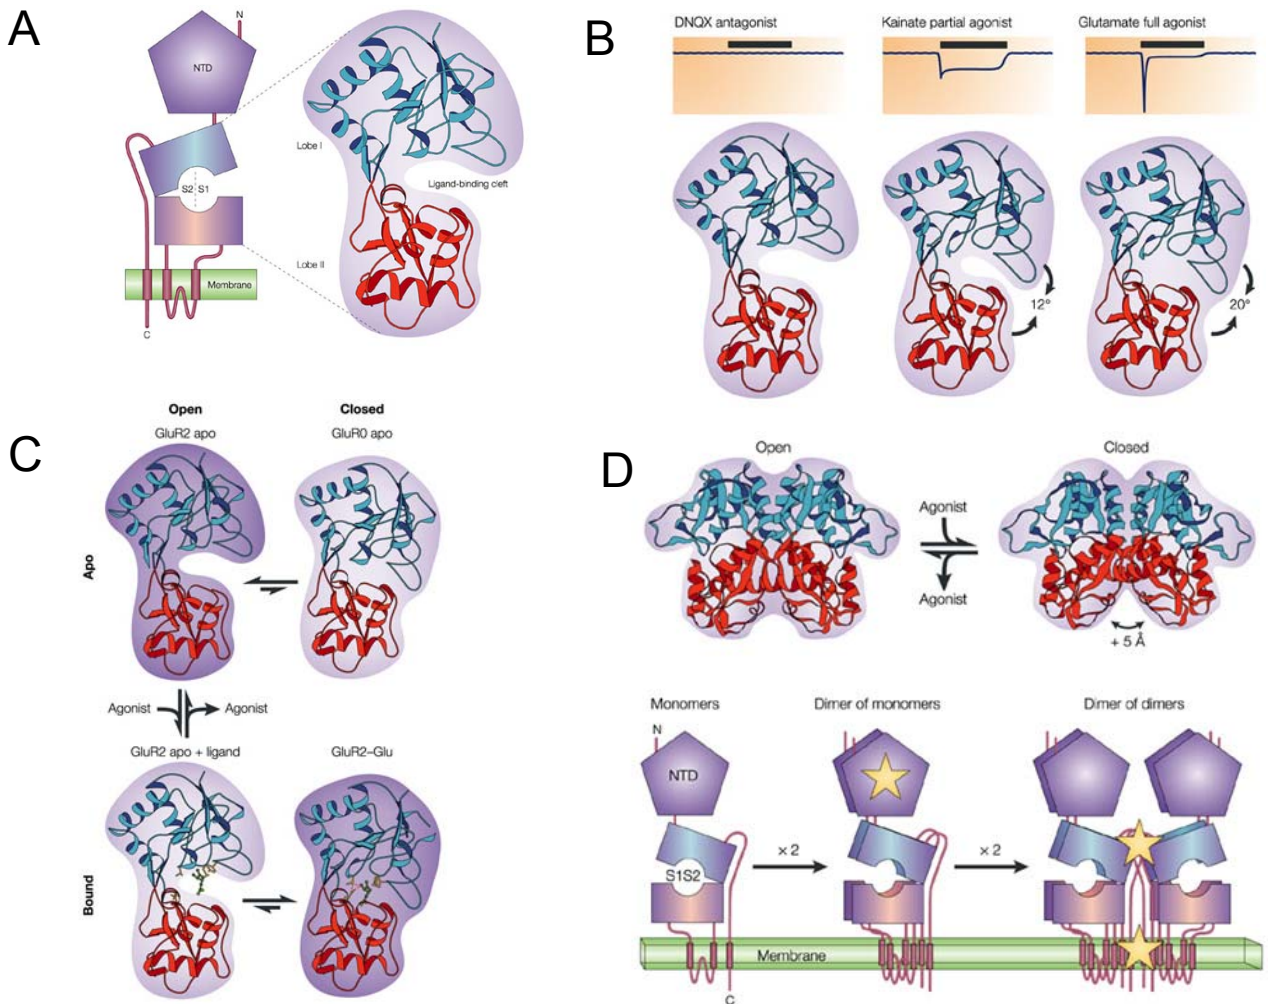 A
N
NTD
Lobe I
S2 S1
Ligand-binding cleft
Lobe II
Membrane
C
B
DNQX antagonist
Kainate partial agonist
Glutamate full agonist
12°
20°
C
Open
Closed
GluR2 apo
GluR0 apo
Apo
Agonist
Agonist
GluR2 apo + ligand
GluR2–Glu
Bound
D
Open
Closed
Agonist
Agonist
+ 5 Å
Monomers
Dimer of monomers
Dimer of dimers
N
NTD
S1S2
× 2
× 2
Membrane
C